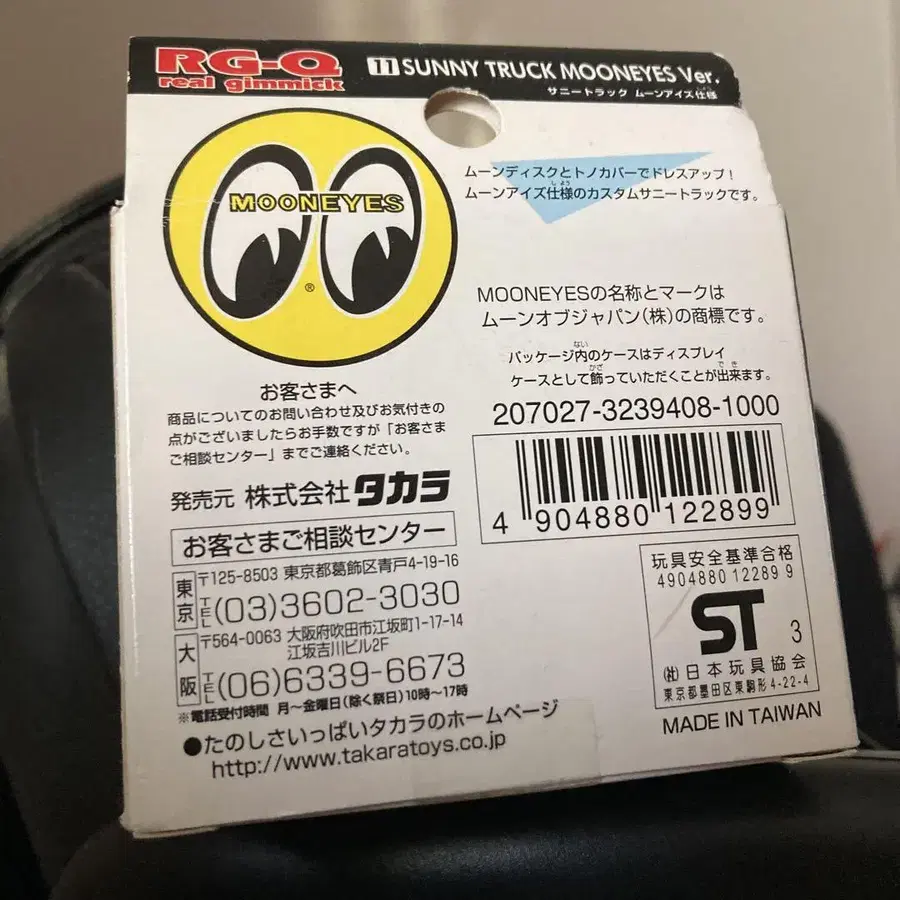 RG-Q
real gimmick
11 SUNNY TRUCK MOONEYES Ver.
サニートラック ムーンアイズ仕様
しよう
MOONEYES
®
ムーンディスクとトノカバーでドレスアップ!
しよう
ムーンアイズ仕様のカスタムサニートラックです。
MOONEYESの名称とマークは
ムーンオブジャパン(株)の商標です。
ない
パッケージ内のケースはディスプレイ
かざ でき
ケースとして飾っていただくことが出来ます。
207027-3239408-1000
4 904880 122899
お客さまへ
商品についてのお問い合わせ及びお気付きの
点がございましたらお手数ですが「お客さま
ご相談センター」までご連絡ください。
発売元 株式会社タカラ
お客さまご相談センター
東京
〒125-8503 東京都葛飾区青戸4-19-16
TEL(03)3602-3030
大阪
〒564-0063 大阪府吹田市江坂町1-17-14
江坂吉川ビル2F
TEL(06)6339-6673
※電話受付時間 月〜金曜日(除く祭日)10時〜17時
●たのしさいっぱいタカラのホームページ
http://www.takaratoys.co.jp
玩具安全基準合格
4904880 12289 9
ST 3
(社)日本玩具協会
東京都墨田区東駒形4-22-4
MADE IN TAIWAN